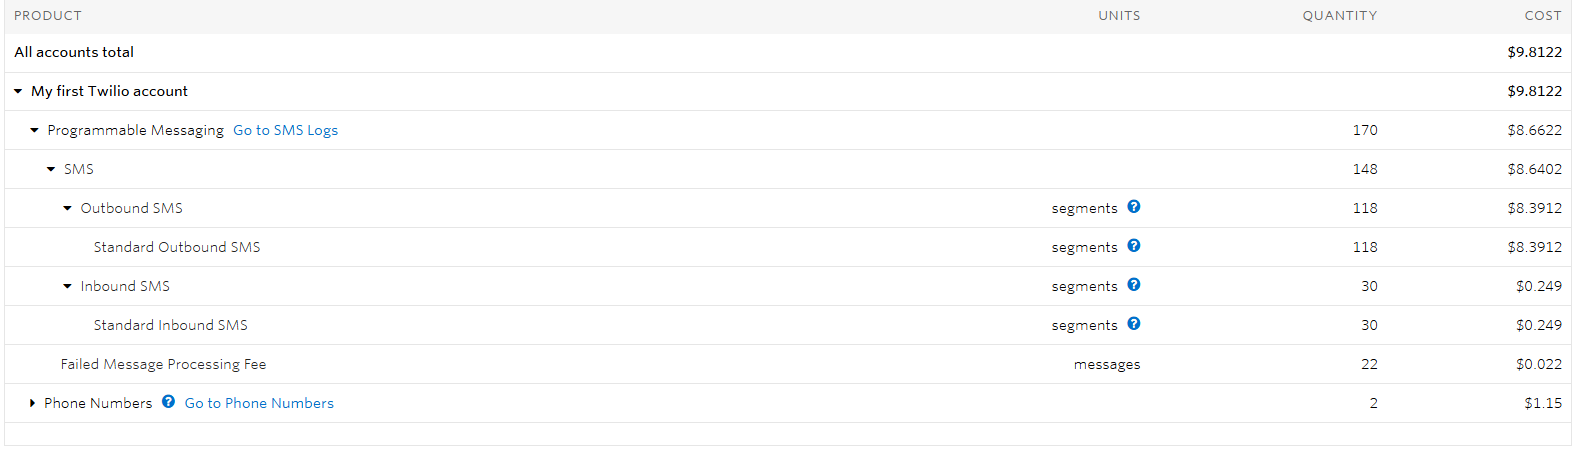 PRODUCT UNITS QUANTITY COST
All accounts total $9.8122
My first Twilio account $9.8122
Programmable Messaging Go to SMS Logs 170 $8.6622
SMS 148 $8.6402
Outbound SMS segments ? 118 $8.3912
Standard Outbound SMS segments ? 118 $8.3912
Inbound SMS segments ? 30 $0.249
Standard Inbound SMS segments ? 30 $0.249
Failed Message Processing Fee messages 22 $0.022
Phone Numbers ? Go to Phone Numbers 2 $1.15